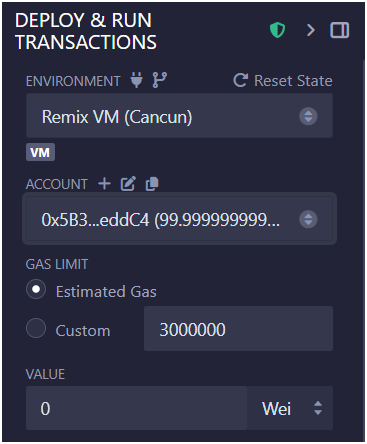 DEPLOY & RUN
TRANSACTIONS
ENVIRONMENT
Reset State
Remix VM (Cancun)
VM
ACCOUNT
0x5B3...eddC4 (99.999999999...
GAS LIMIT
Estimated Gas
Custom
3000000
VALUE
0
Wei